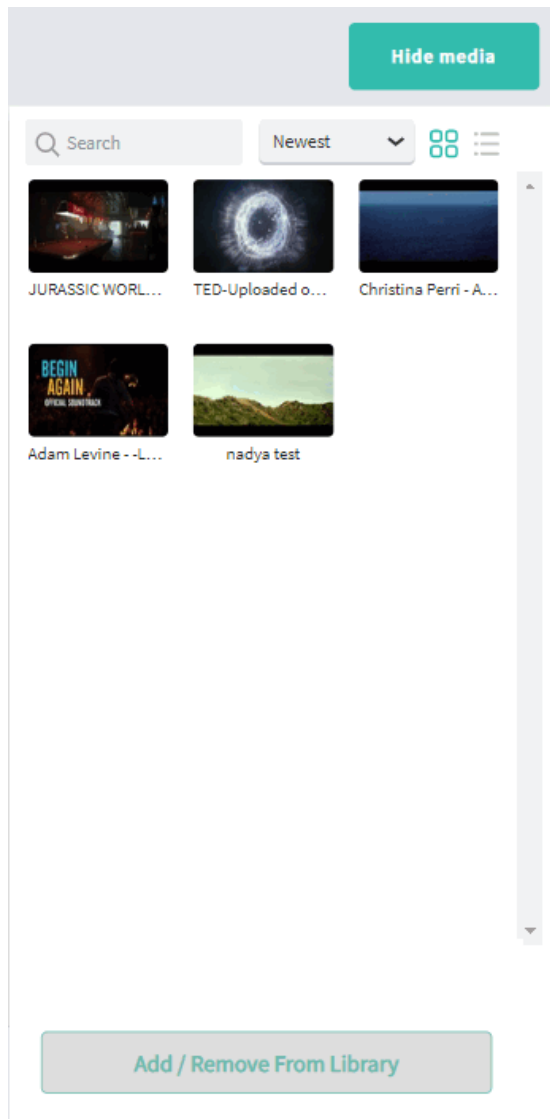 Hide media
Search
Newest
JURASSIC WORL...
TED-Uploaded o...
Christina Perri - A...
BEGIN
AGAIN
OFFICIAL SOUNDTRACK
Adam Levine - -L...
nadya test
Add / Remove From Library